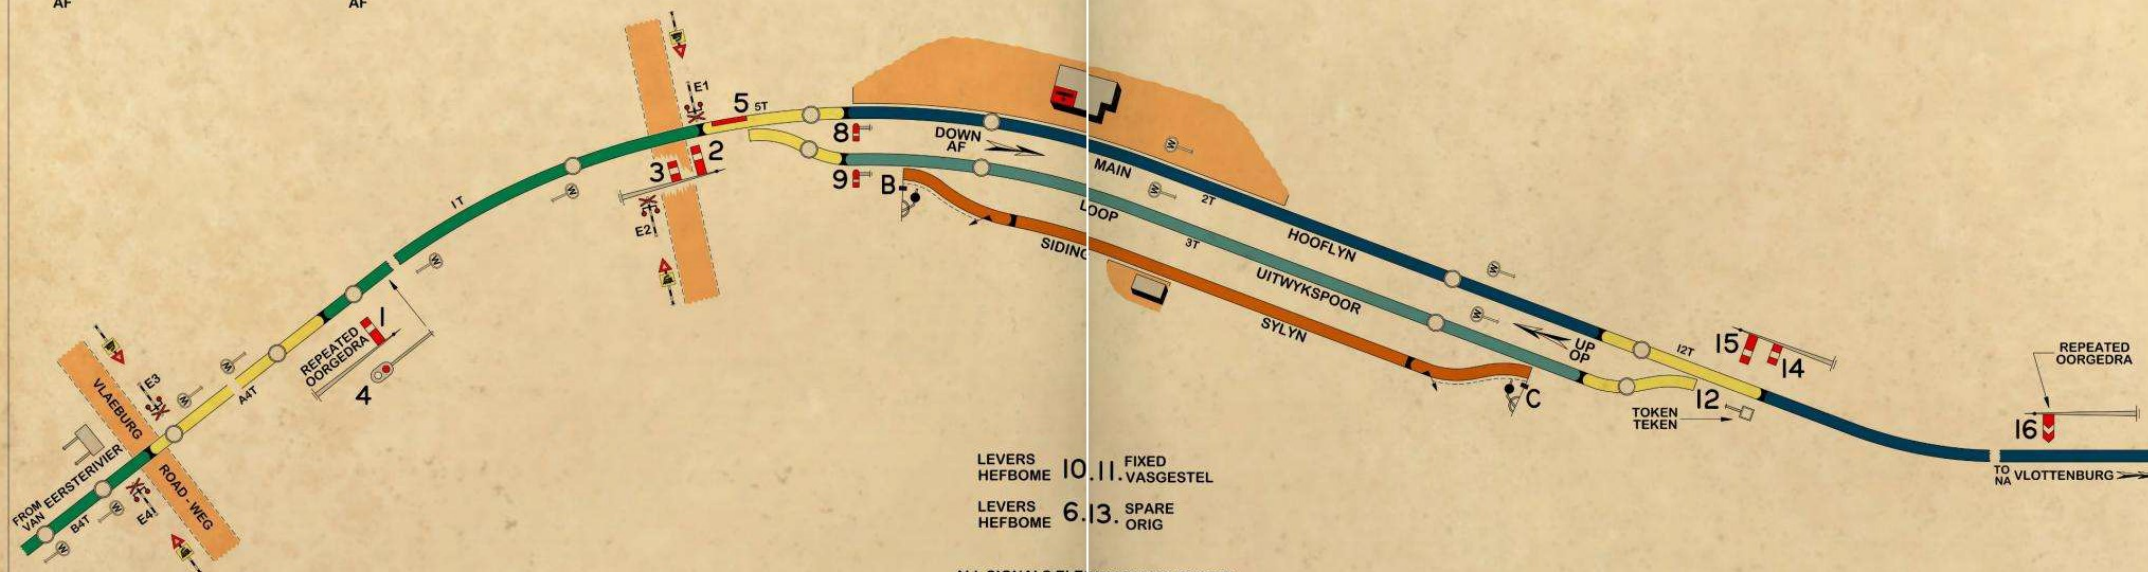 AF
AF
E1
5
5T
8
9
B
2
3
E2
DOWN
AF
MAIN
2T
HOOFLYN
LOOP
3T
UITWYKSPOOR
SIDING
SYLYN
UP
OP
1T
REPEATED
OORGEDRA
1
4
A4T
E3
VLAEBURG
ROAD-WEG
E4
B4T
FROM
VAN
EERSTERIVIER
12T
12
15
14
C
TOKEN
TEKEN
REPEATED
OORGEDRA
16
TO
NA
VLOTTENBURG
LEVERS
HEFBOME
10.11.
FIXED
VASGESTEL
LEVERS
HEFBOME
6.13.
SPARE
ORIG